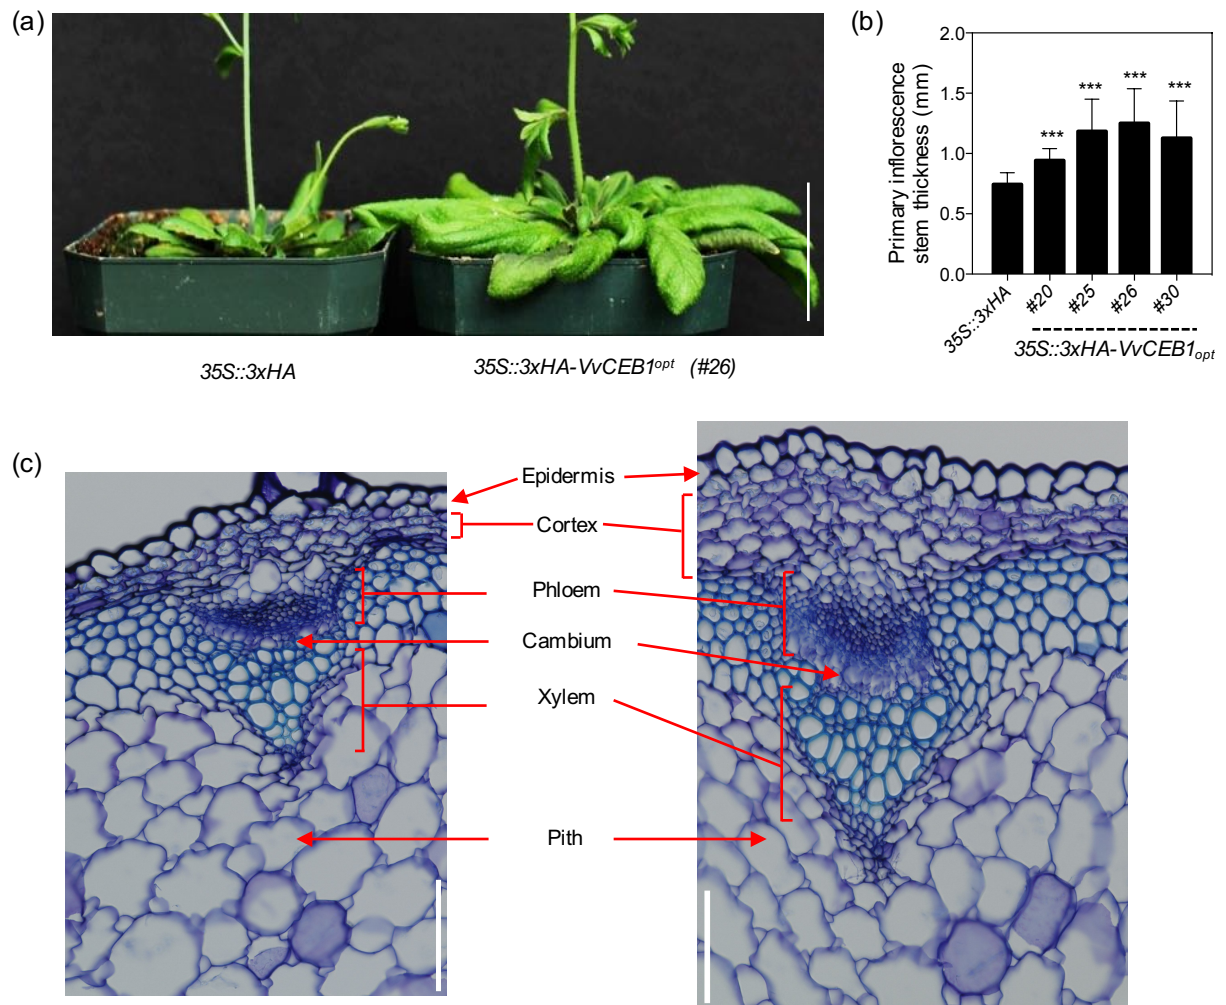 (a)
35S::3xHA
35S::3xHA-VvCEB1opt (#26)
(b)
Primary inflorescence
stem thickness (mm)
2.0
1.5
1.0
0.5
0.0
***
***
***
***
35S::3xHA
#20
#25
#26
#30
35S::3xHA-VvCEB1opt
(c)
Epidermis
Cortex
Phloem
Cambium
Xylem
Pith